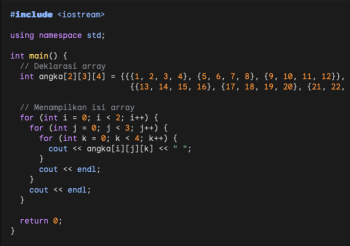 #include <iostream>
using namespace std;
int main() {
// Deklarasi array
int angka[2][3][4] = {{{1, 2, 3, 4}, {5, 6, 7, 8}, {9, 10, 11, 12}},
{{13, 14, 15, 16}, {17, 18, 19, 20}, {21, 22,
// Menampilkan isi array
for (int i = 0; i < 2; i++) {
for (int j = 0; j < 3; j++) {
for (int k = 0; k < 4; k++) {
cout << angka[i][j][k] << " ";
}
cout << endl;
}
cout << endl;
}
return 0;
}